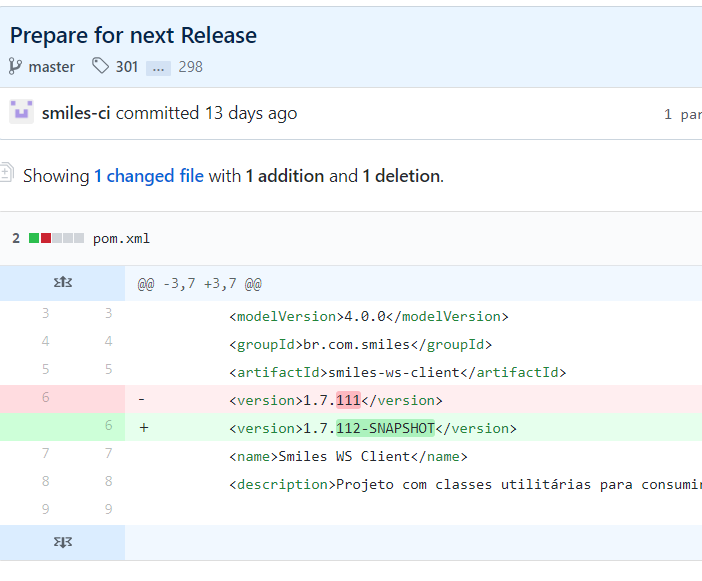 Prepare for next Release
master 301 ... 298
smiles-ci committed 13 days ago 1 par
Showing 1 changed file with 1 addition and 1 deletion.
2 pom.xml
@@ -3,7 +3,7 @@
3 3 <modelVersion>4.0.0</modelVersion>
4 4 <groupId>br.com.smiles</groupId>
5 5 <artifactId>smiles-ws-client</artifactId>
6 - <version>1.7.111</version>
6 + <version>1.7.112-SNAPSHOT</version>
7 7 <name>Smiles WS Client</name>
8 8 <description>Projeto com classes utilitárias para consumir
9 9